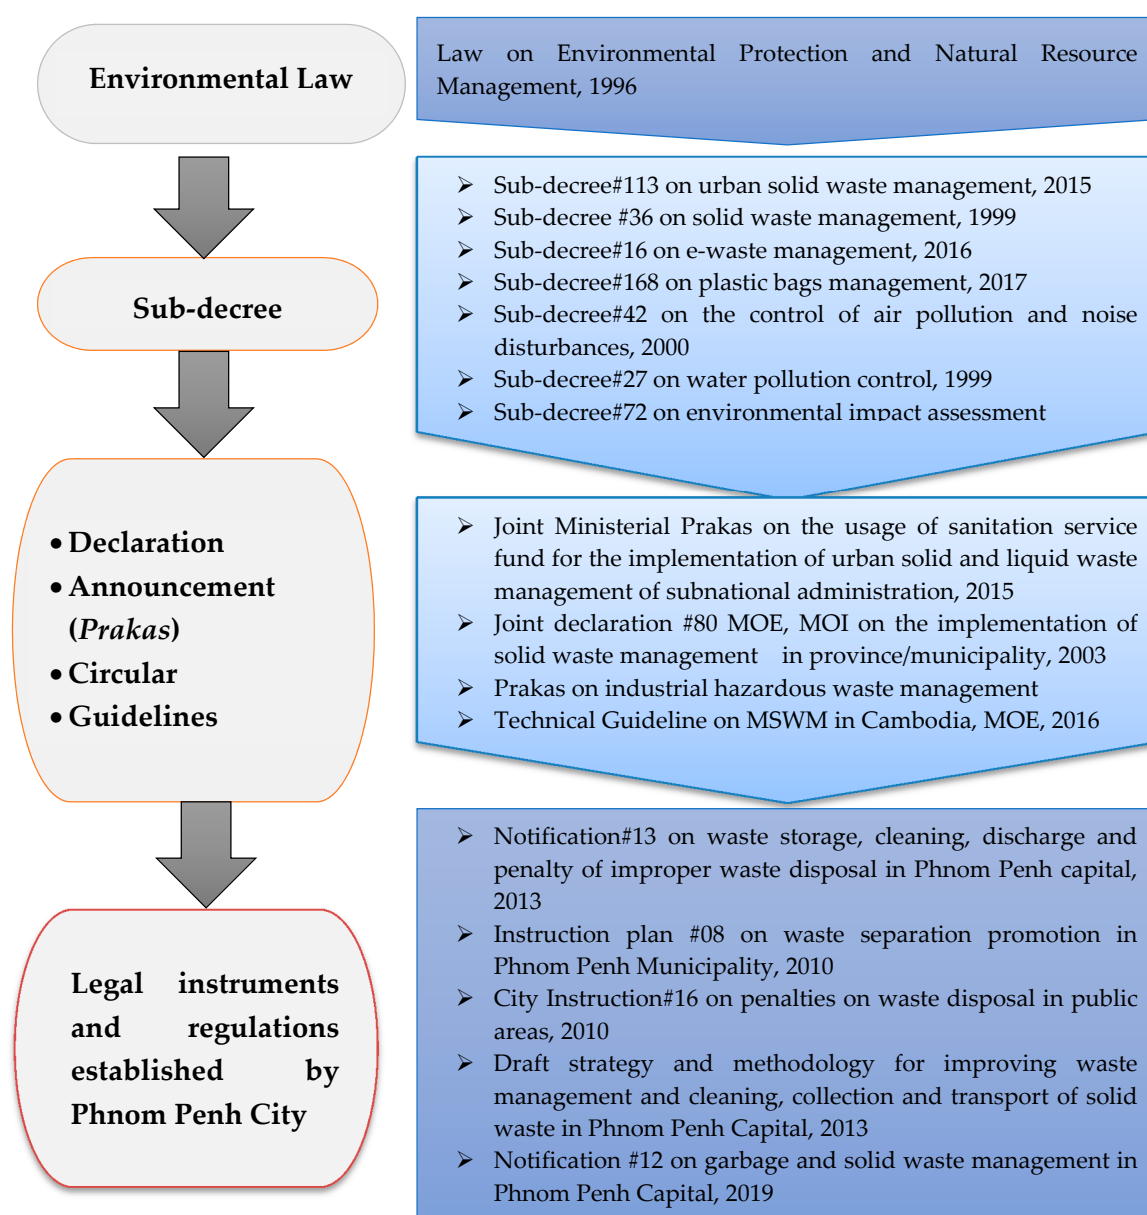 Environmental Law
Law on Environmental Protection and Natural Resource
Management, 1996
Sub-decree
➢ Sub-decree#113 on urban solid waste management, 2015
➢ Sub-decree #36 on solid waste management, 1999
➢ Sub-decree#16 on e-waste management, 2016
➢ Sub-decree#168 on plastic bags management, 2017
➢ Sub-decree#42 on the control of air pollution and noise
disturbances, 2000
➢ Sub-decree#27 on water pollution control, 1999
➢ Sub-decree#72 on environmental impact assessment
• Declaration
• Announcement
(Prakas)
• Circular
• Guidelines
➢ Joint Ministerial Prakas on the usage of sanitation service
fund for the implementation of urban solid and liquid waste
management of subnational administration, 2015
➢ Joint declaration #80 MOE, MOI on the implementation of
solid waste management in province/municipality, 2003
➢ Prakas on industrial hazardous waste management
➢ Technical Guideline on MSWM in Cambodia, MOE, 2016
Legal instruments
and regulations
established by
Phnom Penh City
➢ Notification#13 on waste storage, cleaning, discharge and
penalty of improper waste disposal in Phnom Penh capital,
2013
➢ Instruction plan #08 on waste separation promotion in
Phnom Penh Municipality, 2010
➢ City Instruction#16 on penalties on waste disposal in public
areas, 2010
➢ Draft strategy and methodology for improving waste
management and cleaning, collection and transport of solid
waste in Phnom Penh Capital, 2013
➢ Notification #12 on garbage and solid waste management in
Phnom Penh Capital, 2019